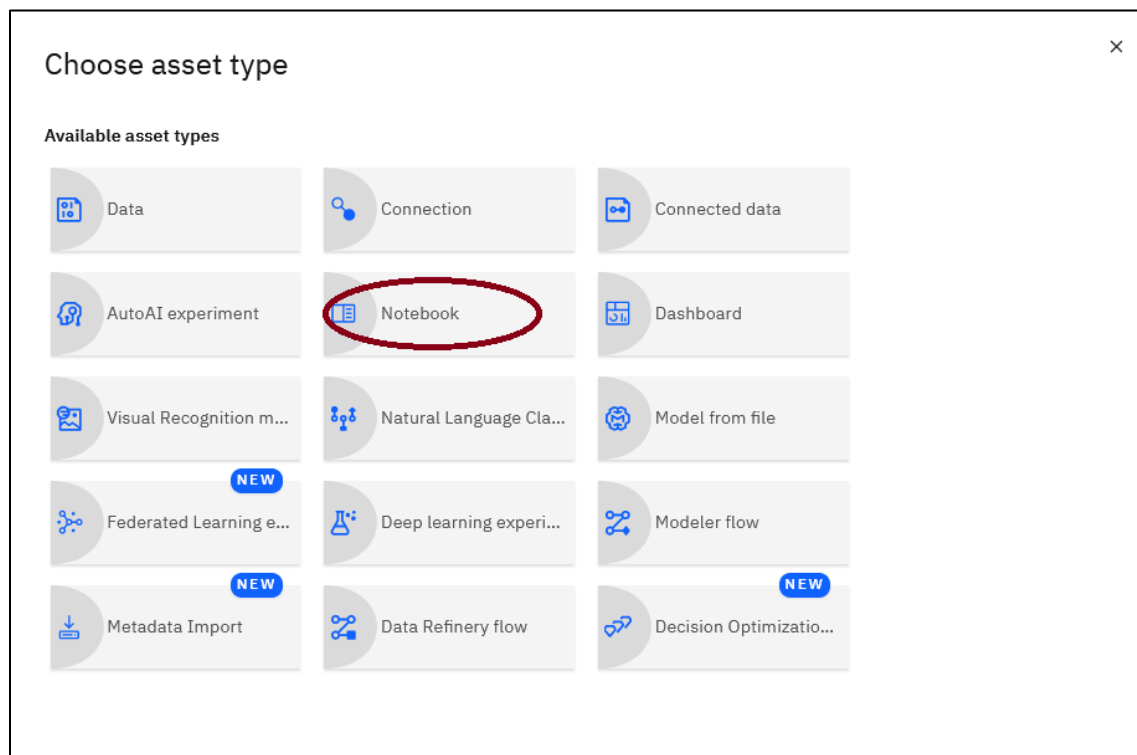 Choose asset type
Available asset types
Data
Connection
Connected data
AutoAI experiment
Notebook
Dashboard
Visual Recognition m...
Natural Language Cla...
Model from file
NEW
Federated Learning e...
Deep learning experi...
Modeler flow
NEW
NEW
Metadata Import
Data Refinery flow
Decision Optimizatio...